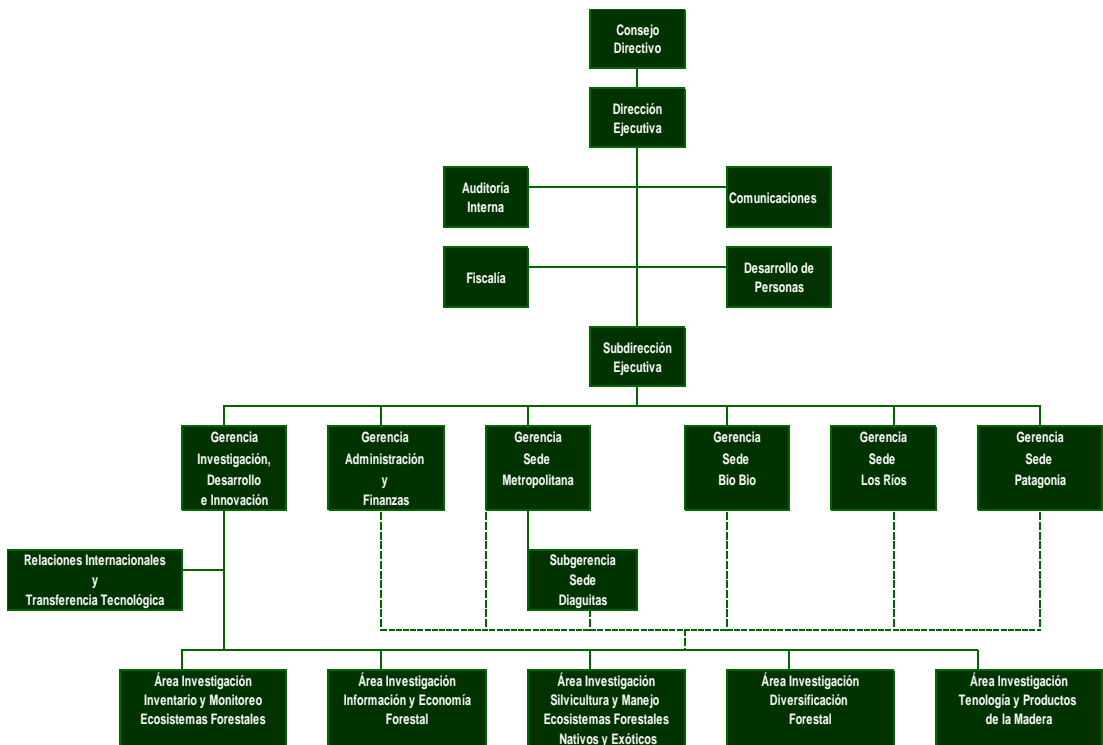 Consejo
Directivo
Dirección
Ejecutiva
Auditoría
Interna
Comunicaciones
Fiscalía
Desarrollo de
Personas
Subdirección
Ejecutiva
Gerencia
Investigación,
Desarrollo
e Innovación
Gerencia
Administración
y
Finanzas
Gerencia
Sede
Metropolitana
Gerencia
Sede
Bio Bio
Gerencia
Sede
Los Ríos
Gerencia
Sede
Patagonia
Relaciones Internacionales
y
Transferencia Tecnológica
Subgerencia
Sede
Diaguitas
Área Investigación
Inventario y Monitoreo
Ecosistemas Forestales
Área Investigación
Información y Economía
Forestal
Área Investigación
Silvicultura y Manejo
Ecosistemas Forestales
Nativos y Exóticos
Área Investigación
Diversificación
Forestal
Área Investigación
Tenología y Productos
de la Madera